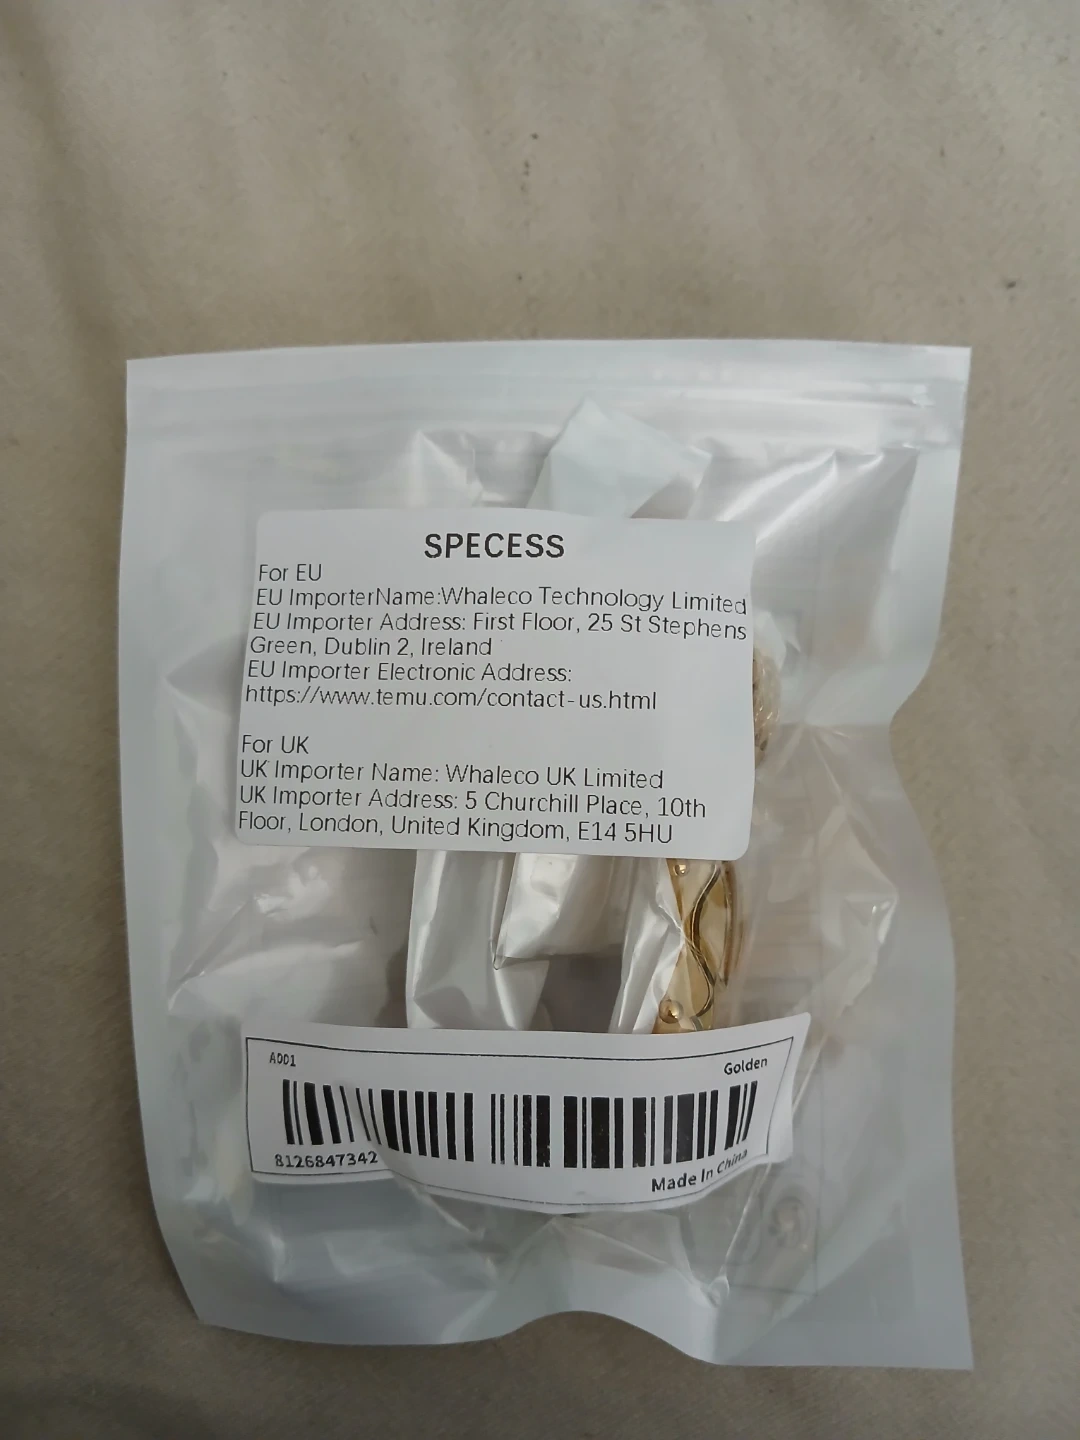 SPECESS
For EU
EU ImporterName:Whaleco Technology Limited
EU Importer Address: First Floor, 25 St Stephens
Green, Dublin 2, Ireland
EU Importer Electronic Address:
https://www.temu.com/contact-us.html
For UK
UK Importer Name: Whaleco UK Limited
UK Importer Address: 5 Churchill Place, 10th
Floor, London, United Kingdom, E14 5HU
A001
Golden
8126847342
Made In China